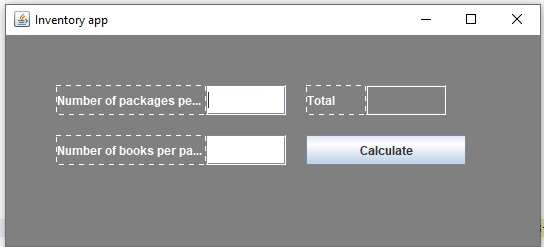 Inventory app
Number of packages pe... Total
Number of books per pa... Calculate